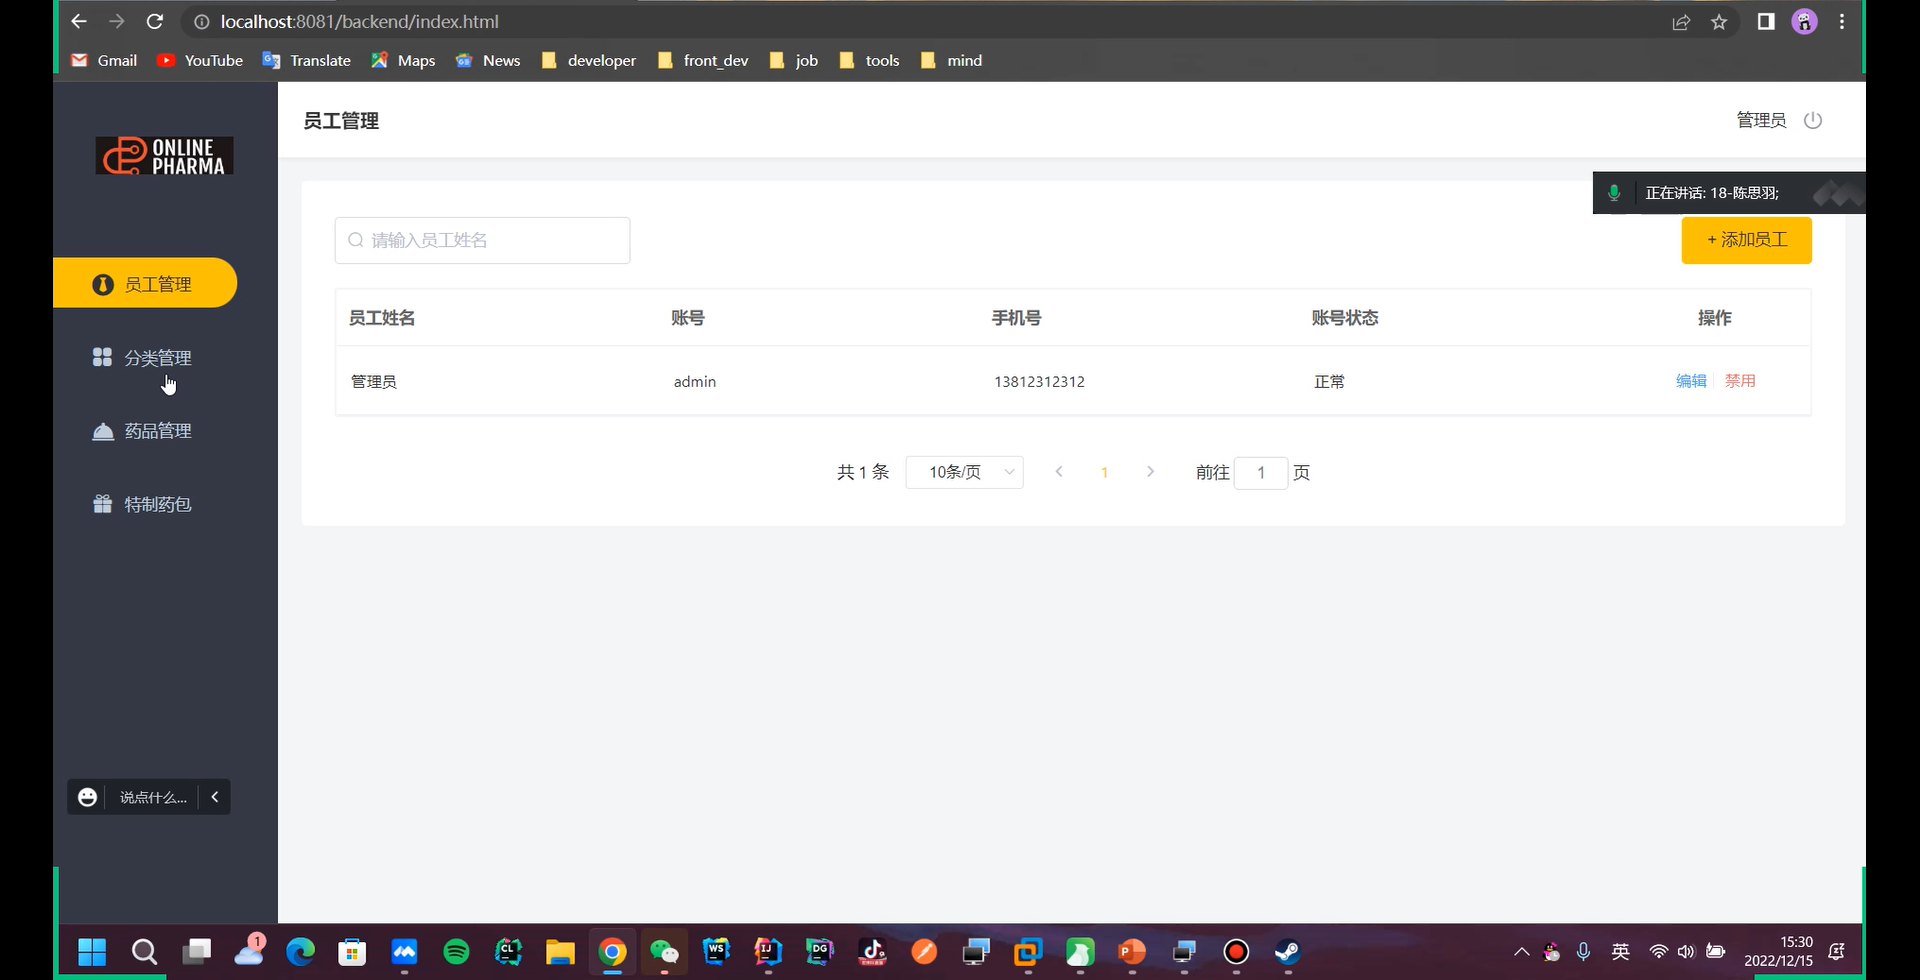 localhost:8081/backend/index.html
Gmail YouTube Translate Maps News developer front_dev job tools mind
ONLINE
PHARMA
员工管理
管理员
正在讲话: 18-陈思羽;
请输入员工姓名
+ 添加员工
员工管理
分类管理
药品管理
特制药包
员工姓名 账号 手机号 账号状态 操作
管理员 admin 13812312312 正常 编辑 禁用
共 1 条 10条/页 1 前往 1 页
说点什么...
1
CL
WS
IJ
DG
P
英
15:30
2022/12/15